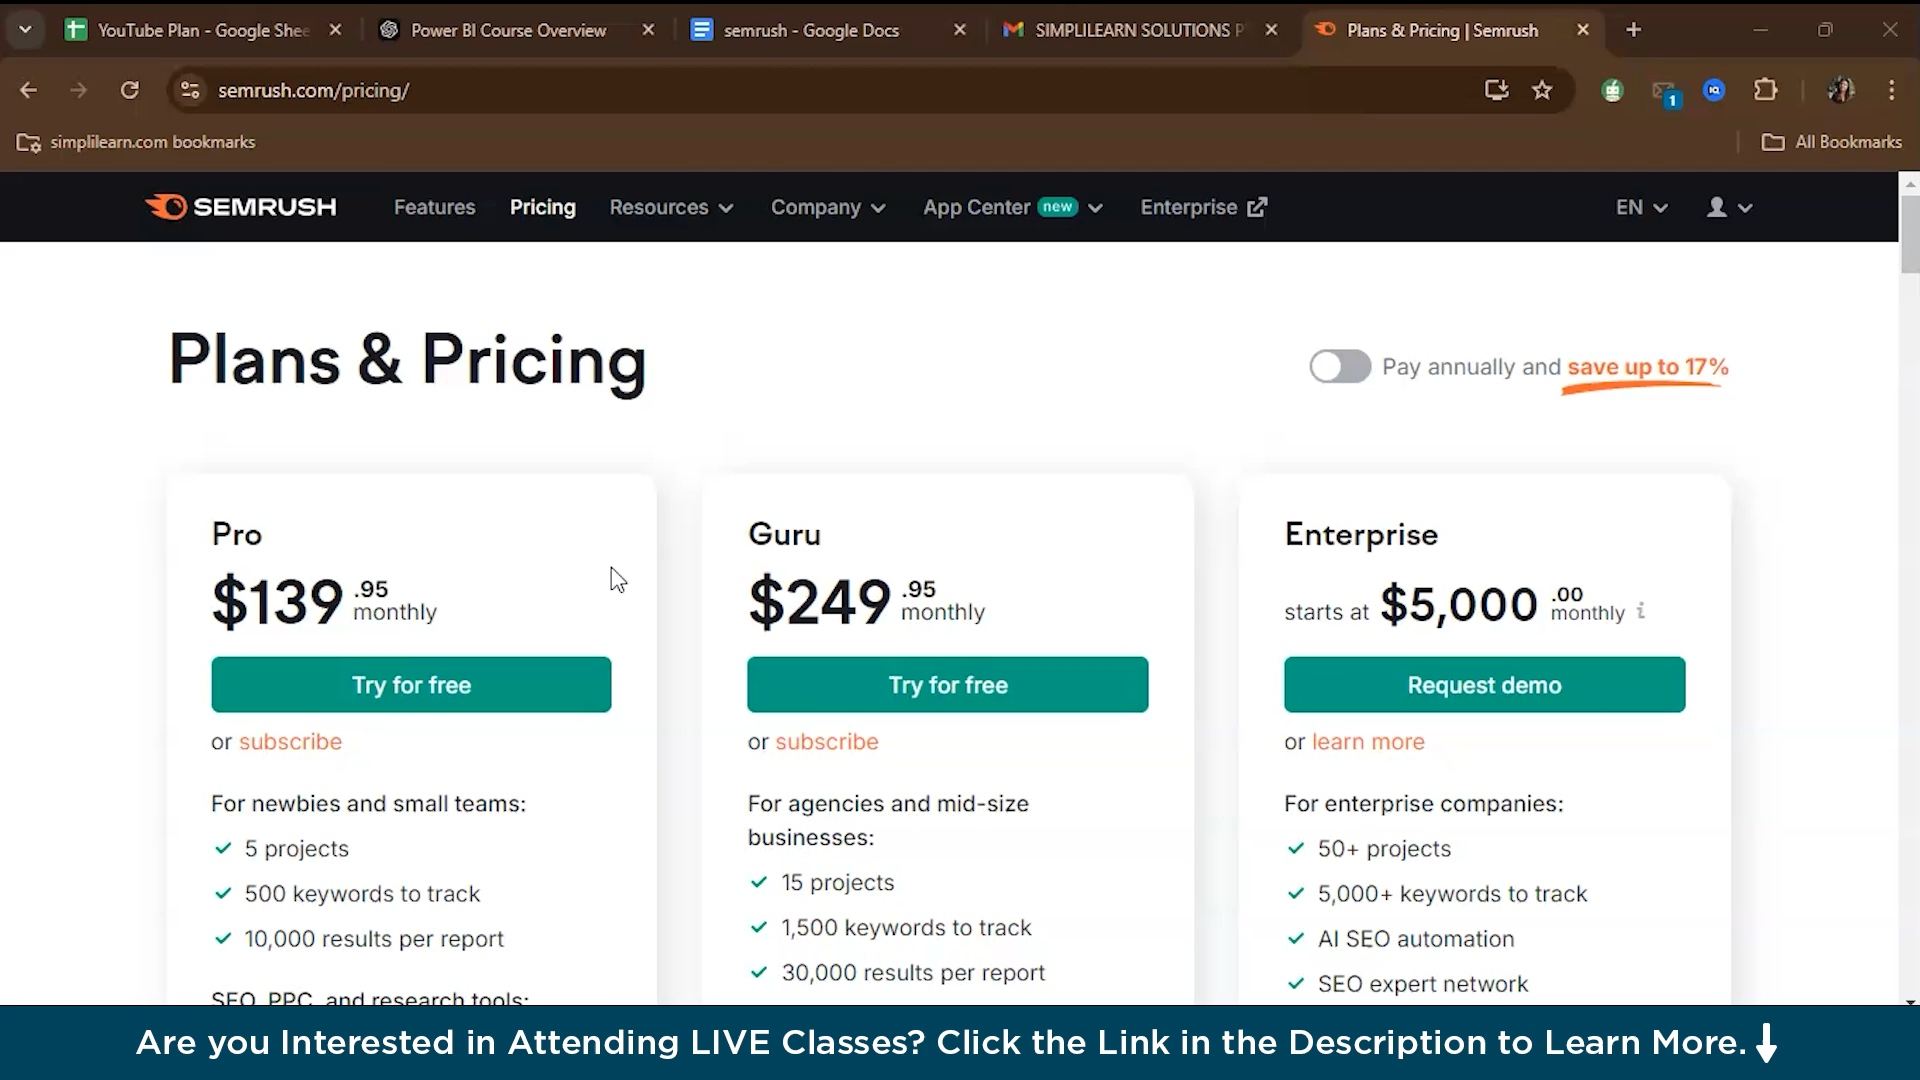 YouTube Plan - Google Shee
Power BI Course Overview
semrush - Google Docs
SIMPLILEARN SOLUTIONS P
Plans & Pricing | Semrush
semrush.com/pricing/
IQ
1
simplilearn.com bookmarks
All Bookmarks
SEMRUSH
Features
Pricing
Resources
Company
App Center new
Enterprise
EN
Plans & Pricing
Pay annually and save up to 17%
Pro
$139.95 monthly
Try for free
or subscribe
For newbies and small teams:
5 projects
500 keywords to track
10,000 results per report
SEO, PPC, and research tools:
Guru
$249.95 monthly
Try for free
or subscribe
For agencies and mid-size
businesses:
15 projects
1,500 keywords to track
30,000 results per report
Enterprise
starts at $5,000.00 monthly i
Request demo
or learn more
For enterprise companies:
50+ projects
5,000+ keywords to track
AI SEO automation
SEO expert network
Are you Interested in Attending LIVE Classes? Click the Link in the Description to Learn More.